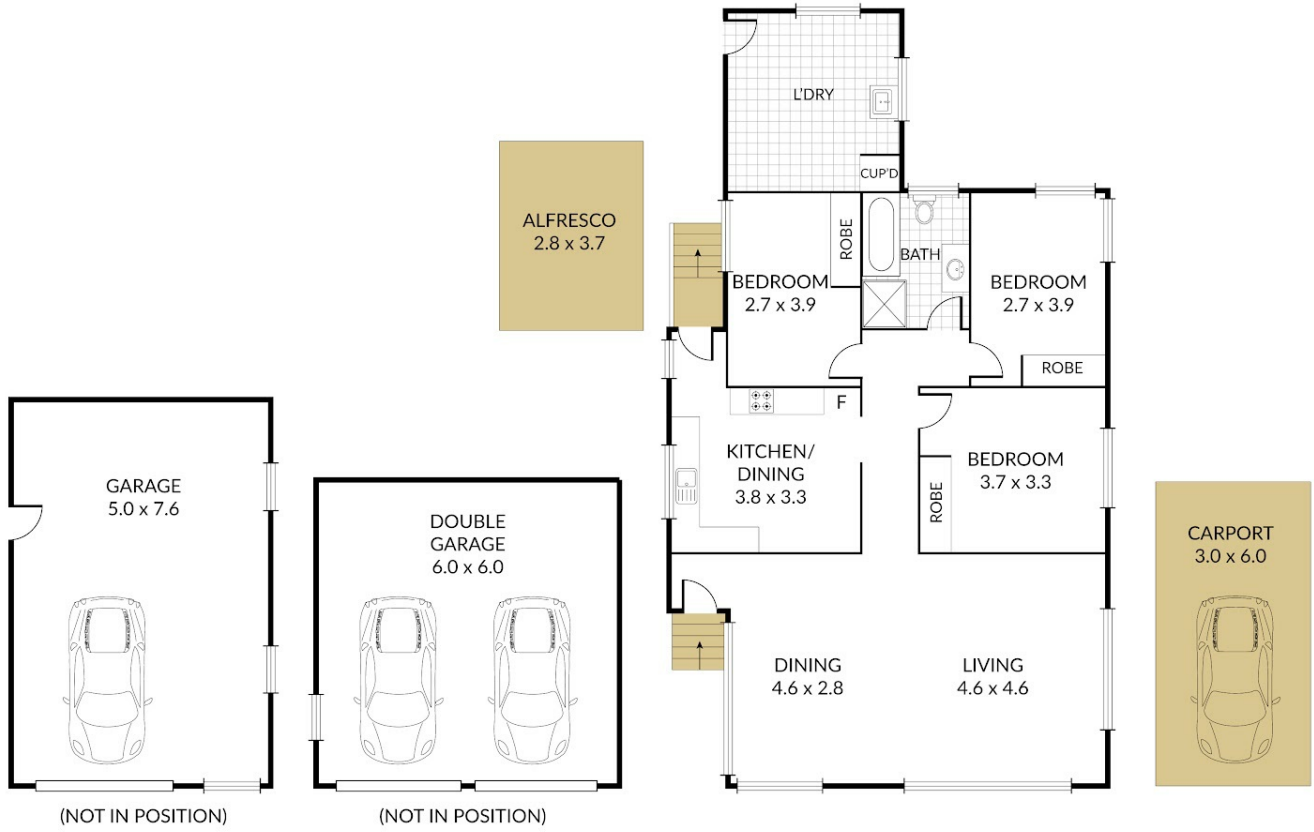 L'DRY
CUP'D
ALFRESCO
2.8 x 3.7
ROBE
BATH
BEDROOM
2.7 x 3.9
BEDROOM
2.7 x 3.9
ROBE
F
KITCHEN/
DINING
3.8 x 3.3
BEDROOM
3.7 x 3.3
ROBE
GARAGE
5.0 x 7.6
DOUBLE
GARAGE
6.0 x 6.0
CARPORT
3.0 x 6.0
DINING
4.6 x 2.8
LIVING
4.6 x 4.6
(NOT IN POSITION)
(NOT IN POSITION)